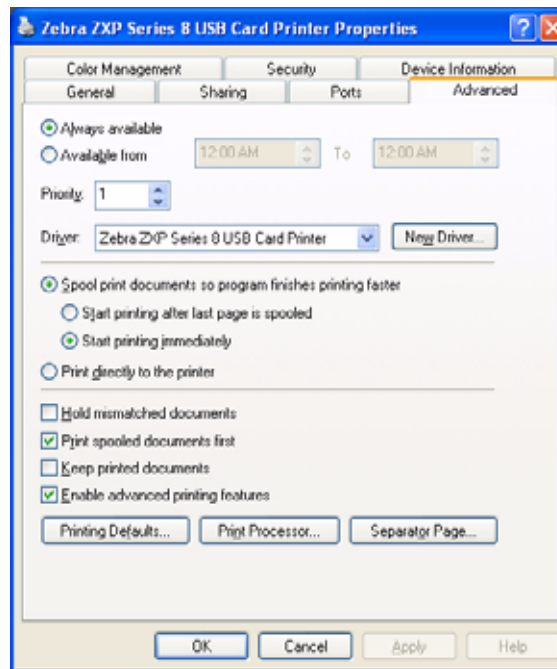 Zebra ZXP Series 8 USB Card Printer Properties
Color Management Security Device Information
General Sharing Ports Advanced
Always available
Available from 12:00 AM To 12:00 AM
Priority: 1
Driver: Zebra ZXP Series 8 USB Card Printer New Driver...
Spool print documents so program finishes printing faster
Start printing after last page is spooled
Start printing immediately
Print directly to the printer
Hold mismatched documents
Print spooled documents first
Keep printed documents
Enable advanced printing features
Printing Defaults... Print Processor... Separator Page...
OK Cancel Apply Help